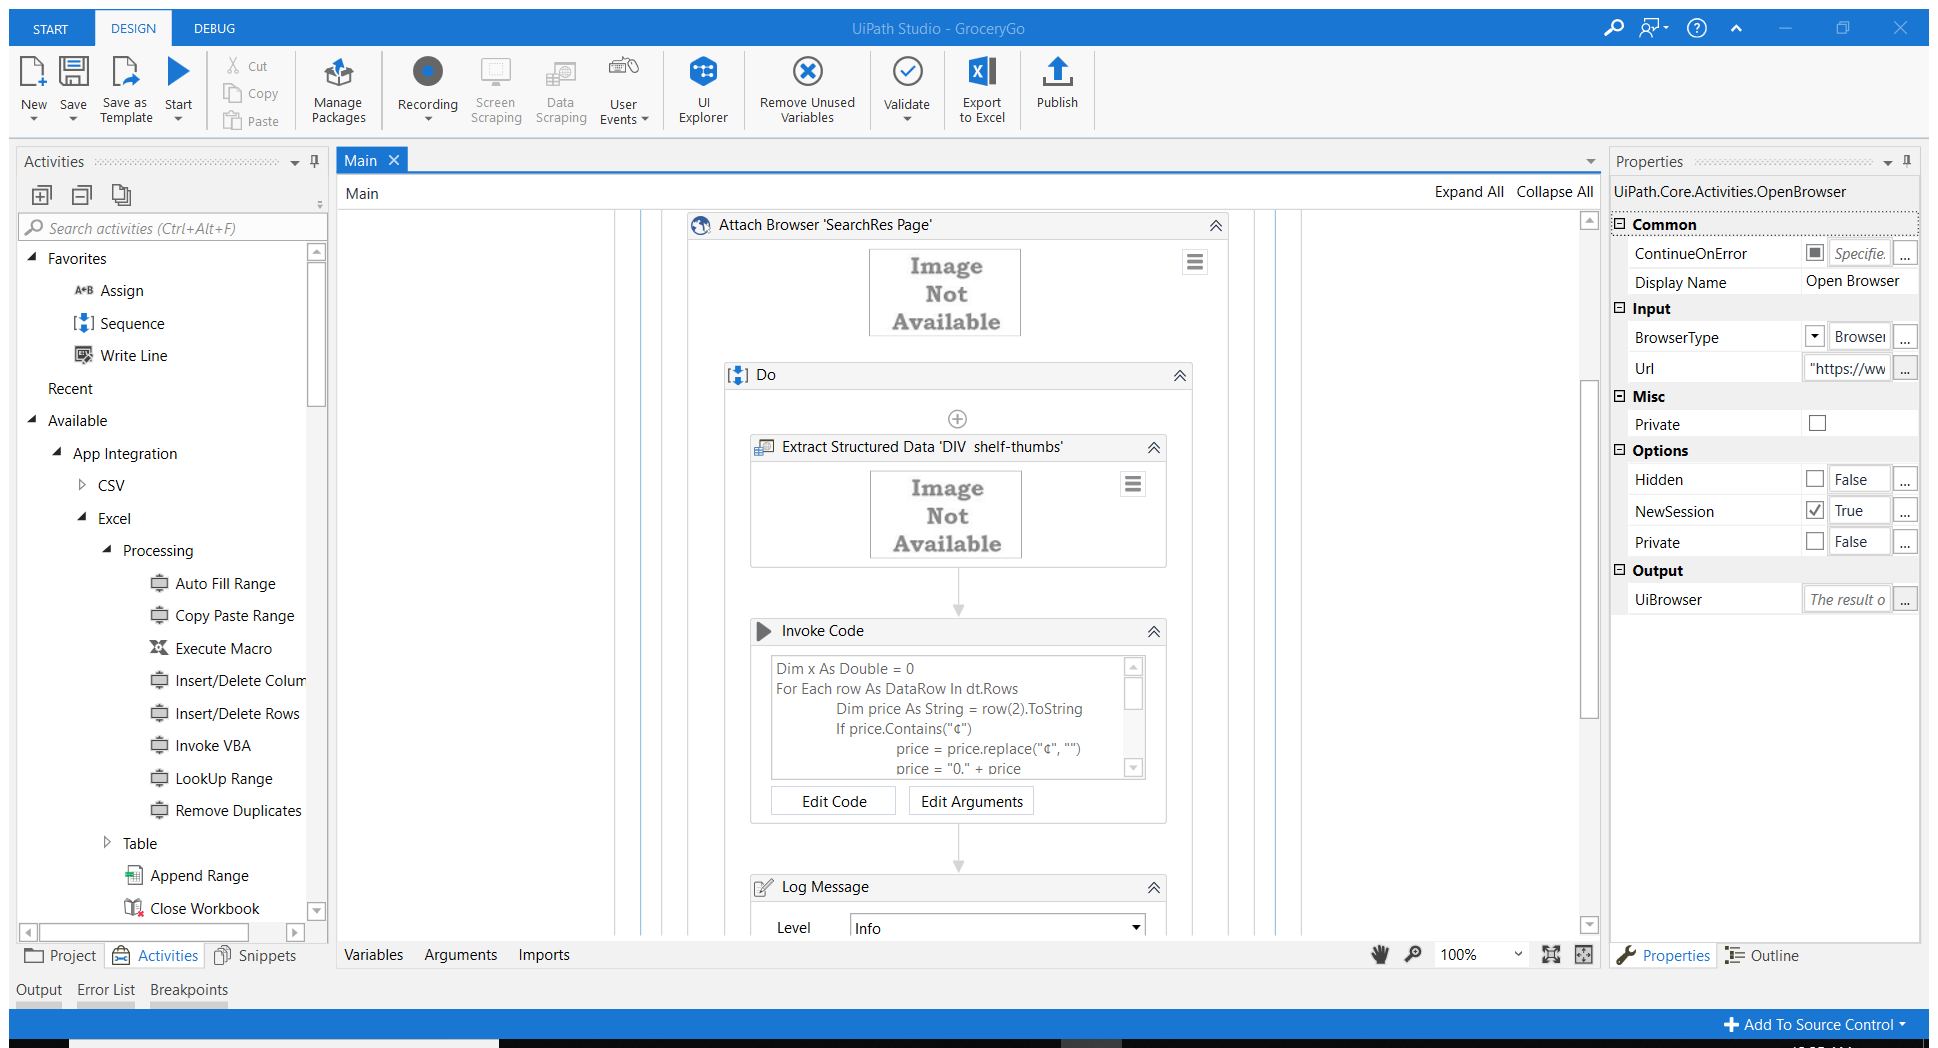 START DESIGN DEBUG UiPath Studio - GroceryGo
New Save Save as Template Start
Cut
Copy
Paste
Manage Packages
Recording
Screen Scraping
Data Scraping
User Events
UI Explorer
Remove Unused Variables
Validate
Export to Excel
Publish
Activities
Search activities (Ctrl+Alt+F)
Favorites
A+B Assign
Sequence
Write Line
Recent
Available
App Integration
CSV
Excel
Processing
Auto Fill Range
Copy Paste Range
Execute Macro
Insert/Delete Colum
Insert/Delete Rows
Invoke VBA
LookUp Range
Remove Duplicates
Table
Append Range
Close Workbook
Project Activities Snippets
Main
Main Expand All Collapse All
Attach Browser 'SearchRes Page'
Image
Not
Available
Do
Extract Structured Data 'DIV  shelf-thumbs'
Image
Not
Available
Invoke Code
Dim x As Double = 0
For Each row As DataRow In dt.Rows
Dim price As String = row(2).ToString
If price.Contains("¢")
price = price.replace("¢", "")
price = "0." + price
Edit Code Edit Arguments
Log Message
Level Info
Variables Arguments Imports 100%
Properties
UiPath.Core.Activities.OpenBrowser
Common
ContinueOnError Specifie. ...
Display Name Open Browser
Input
BrowserType Browser ...
Url "https://ww ...
Misc
Private
Options
Hidden False ...
NewSession True ...
Private False ...
Output
UiBrowser The result o ...
Properties Outline
Output Error List Breakpoints
Add To Source Control